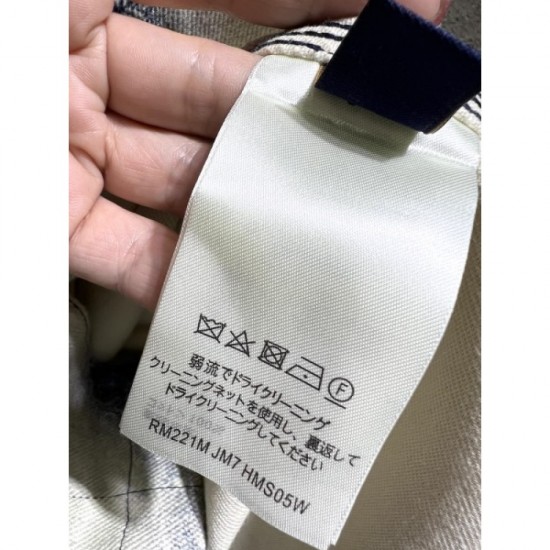 F
弱流でドライクリーニング
クリーニングネットを使用し、裏返して
ドライクリーニングしてください
RM221M JM7 HMS05W